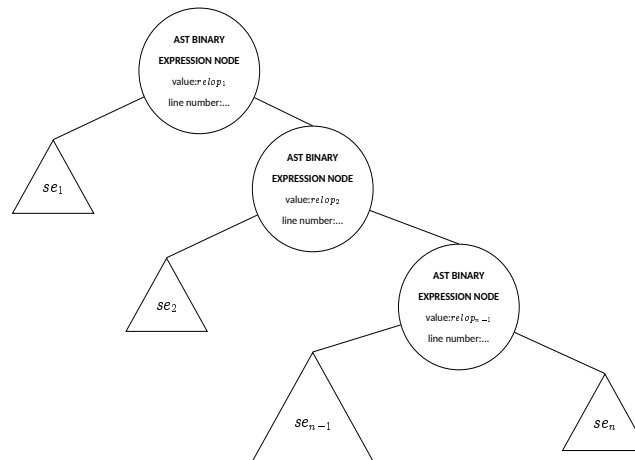 AST BINARY
EXPRESSION NODE
value:relop₁
line number:...
se₁
AST BINARY
EXPRESSION NODE
value:relop₂
line number:...
se₂
AST BINARY
EXPRESSION NODE
value:relopₙ₋₁
line number:...
seₙ₋₁
seₙ